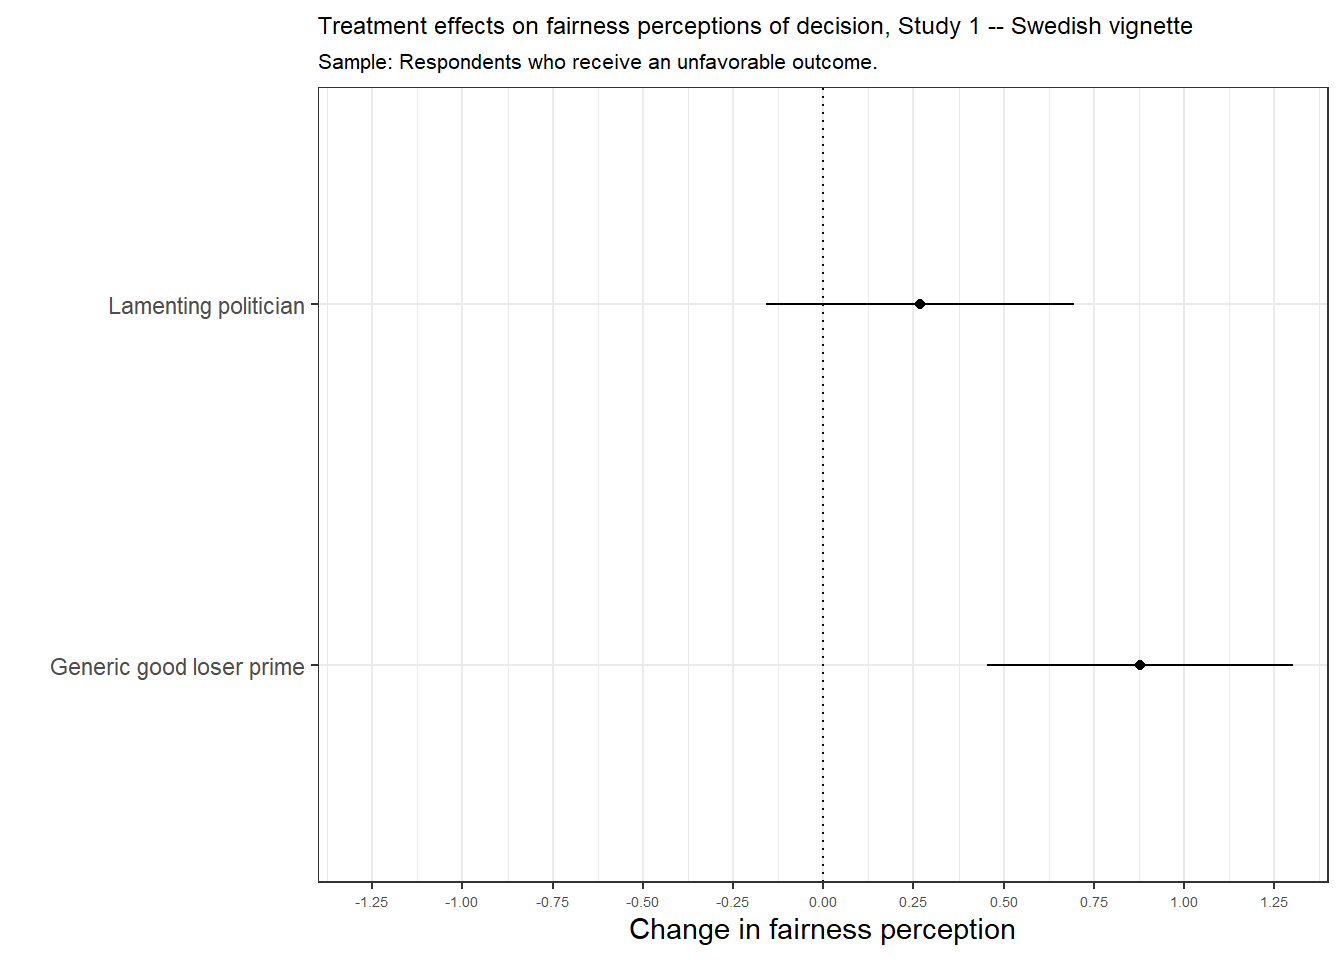 Treatment effects on fairness perceptions of decision, Study 1 -- Swedish vignette
Sample: Respondents who receive an unfavorable outcome.
Lamenting politician
Generic good loser prime
-1.25 -1.00 -0.75 -0.50 -0.25 0.00 0.25 0.50 0.75 1.00 1.25
Change in fairness perception